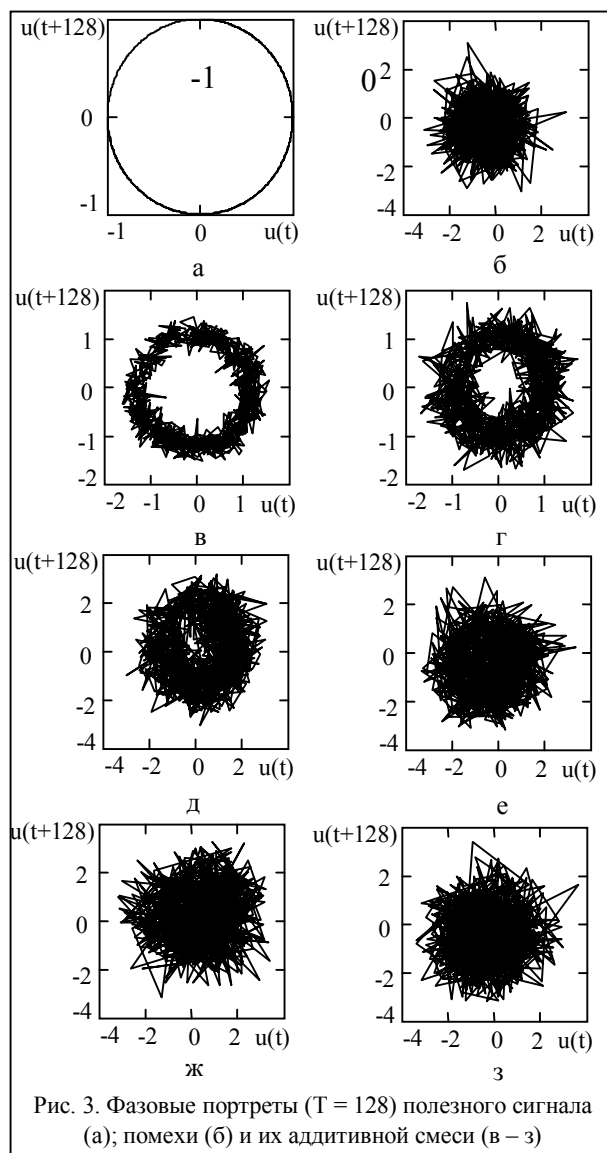 u(t+128)
-1
0
-1
-1 0 u(t)
а
u(t+128)
0
2
0
-2
-4
-4 -2 0 2 u(t)
б
u(t+128)
1
0
-1
-2
-2 -1 0 1 u(t)
в
u(t+128)
1
0
-1
-2
-2 -1 0 1 u(t)
г
u(t+128)
2
0
-2
-4
-4 -2 0 2 u(t)
д
u(t+128)
2
0
-2
-4
-4 -2 0 2 u(t)
е
u(t+128)
2
0
-2
-4
-4 -2 0 2 u(t)
ж
u(t+128)
2
0
-2
-4
-4 -2 0 2 u(t)
з
Рис. 3. Фазовые портреты (T = 128) полезного сигнала
(а); помехи (б) и их аддитивной смеси (в – з)